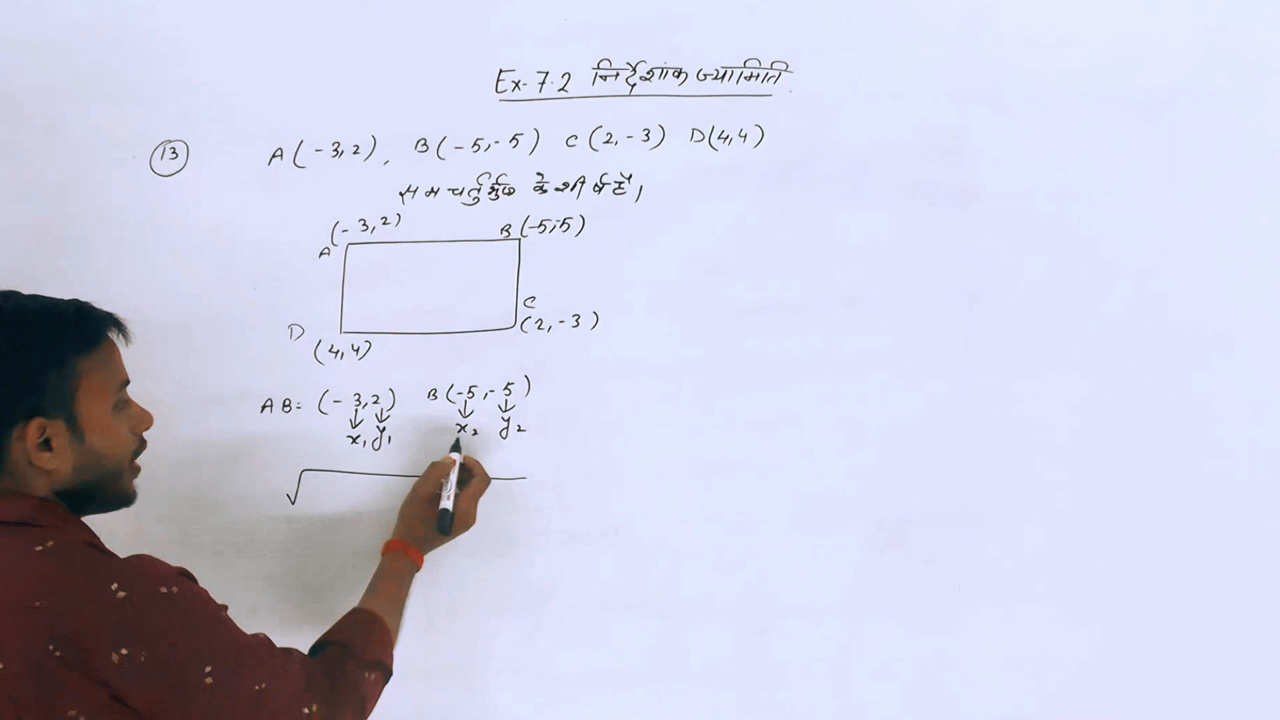 Ex-7.2 निर्देशांक ज्यामिति
13 A(-3,2), B(-5,-5) C(2,-3) D(4,4)
समचर्तुर्भुज के शीर्ष हैं।
(-3,2) B(-5,-5)
A
C
D (2,-3)
(4,4)
AB= (-3,2) B(-5,-5)
↓ ↓ ↓ ↓
x₁ y₁ x₂ y₂
√